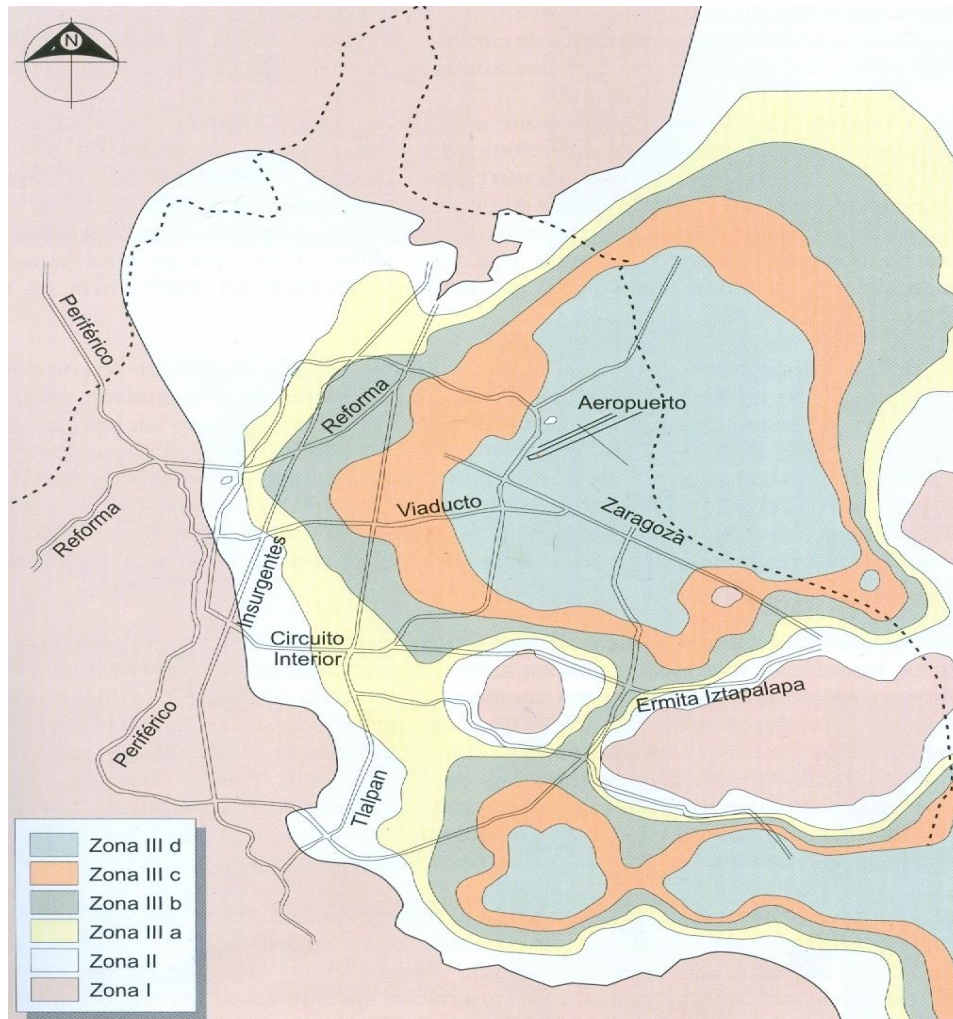 N
Periférico
Reforma
Aeropuerto
Reforma
Viaducto
Zaragoza
Insurgentes
Circuito
Interior
Ermita Iztapalapa
Periférico
Tlalpan
Zona III d
Zona III c
Zona III b
Zona III a
Zona II
Zona I